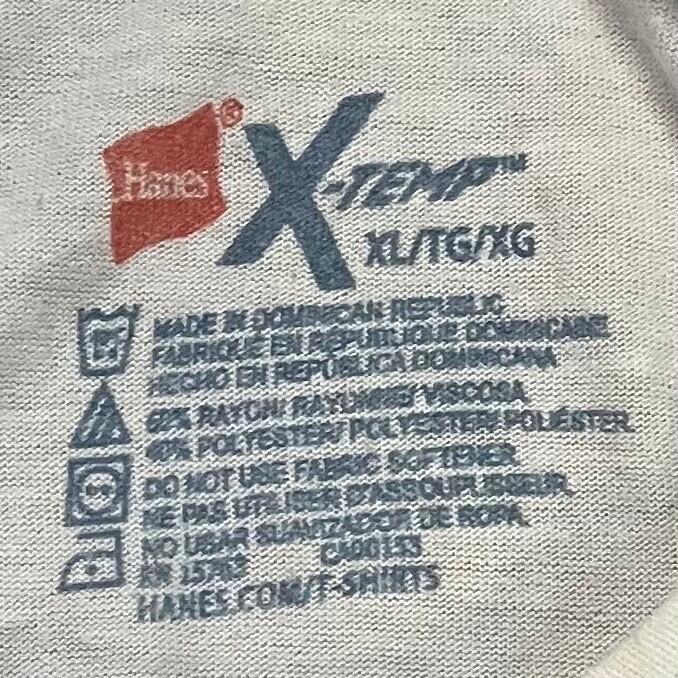 Hanes®
X-TEMP™
XL/TG/XG
MADE IN DOMINICAN REPUBLIC
FABRIQUÉ EN RÉPUBLIQUE DOMINICAINE
HECHO EN REPÚBLICA DOMINICANA
60% RAYON/ RAYONNE/ VISCOSA
40% POLYESTER/ POLYESTER/ POLIÉSTER
DO NOT USE FABRIC SOFTENER
NE PAS UTILISER D'ASSOUPLISSEUR
NO USAR SUAVIZADOR DE ROPA
RN 15763 CA00153
HANES.COM/T-SHIRTS